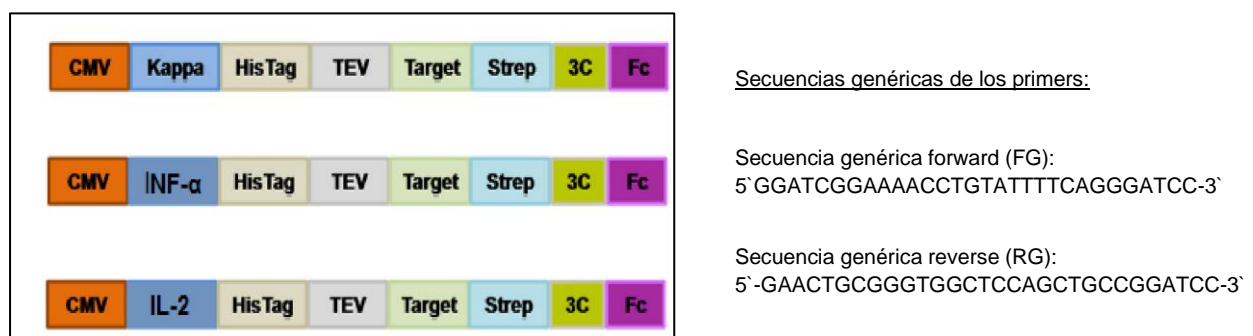 CMV Kappa HisTag TEV Target Strep 3C Fc
CMV INF-α HisTag TEV Target Strep 3C Fc
CMV IL-2 HisTag TEV Target Strep 3C Fc
Secuencias genéricas de los primers:
Secuencia genérica forward (FG):
5`GGATCGGAAAACCTGTATTTTCAGGGATCC-3`
Secuencia genérica reverse (RG):
5`-GAACTGCGGGTGGCTCCAGCTGCCGGATCC-3`